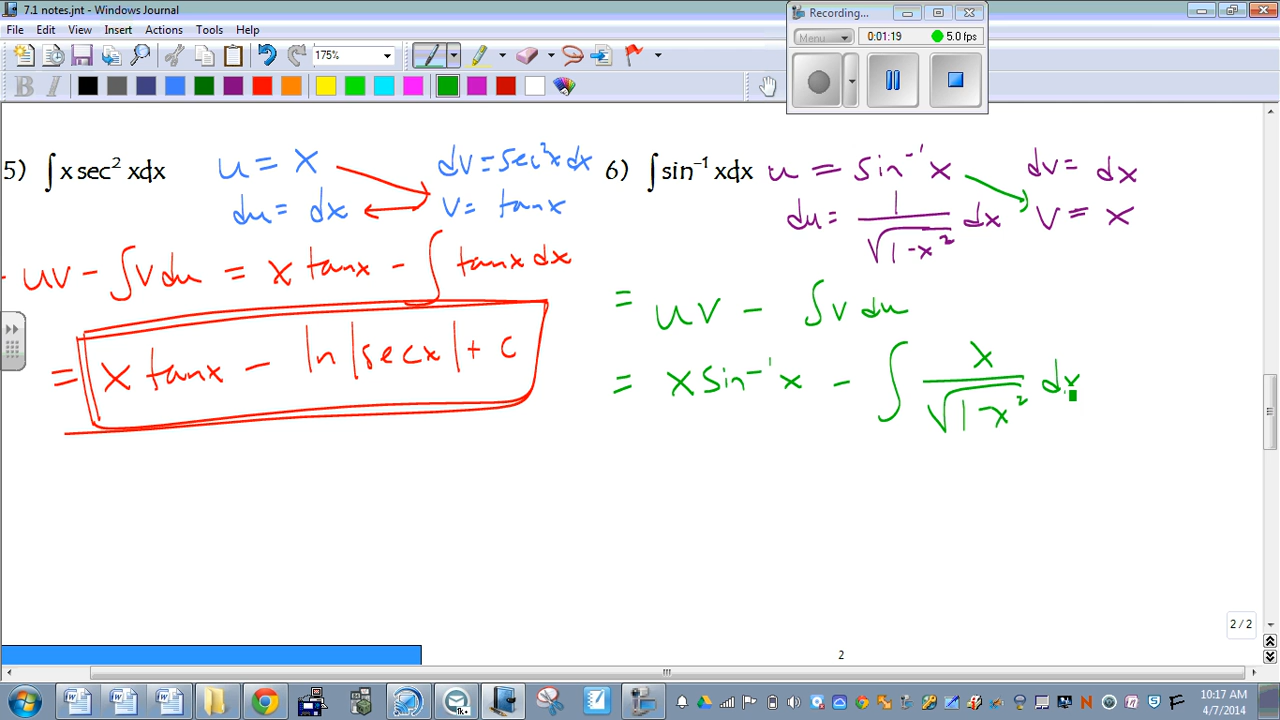 7.1 notes.jnt - Windows Journal
File Edit View Insert Actions Tools Help
175%
B I
Recording...
Menu 0:01:19 5.0 fps
5) ∫ x sec² xdx
u = x dv = sec²x dx
du = dx v = tanx
uv - ∫v du = x tanx - ∫ tanx dx
= x tanx - ln|secx| + c
6) ∫ sin⁻¹ xdx
u = sin⁻¹ x dv = dx
du = 1/√(1-x²) dx v = x
= uv - ∫v du
= x sin⁻¹ x - ∫ x/√(1-x²) dx
2 / 2
2
10:17 AM
4/7/2014